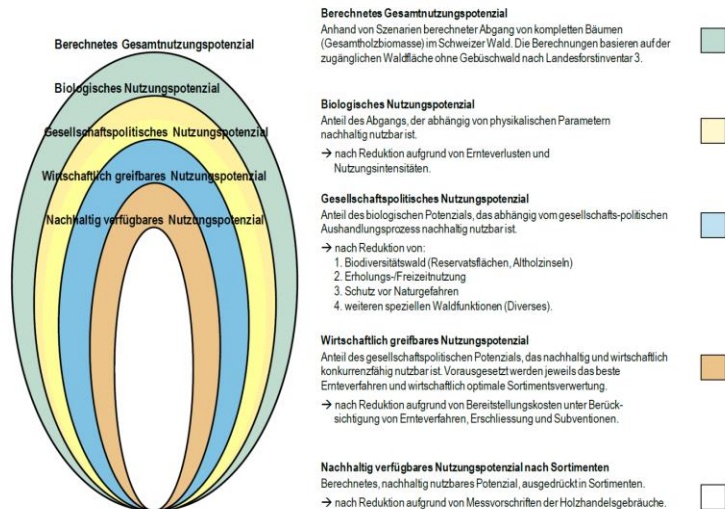 Berechnetes Gesamtnutzungspotenzial
Biologisches Nutzungspotenzial
Gesellschaftspolitisches Nutzungspotenzial
Wirtschaftlich greifbares Nutzungspotenzial
Nachhaltig verfügbares Nutzungspotenzial
Berechnetes Gesamtnutzungspotenzial
Anhand von Szenarien berechneter Abgang von kompletten Bäumen
(Gesamtholzbiomasse) im Schweizer Wald. Die Berechnungen basieren auf der
zugänglichen Waldfläche ohne Gebüschwald nach Landesforstinventar 3.
Biologisches Nutzungspotenzial
Anteil des Abgangs, der abhängig von physikalischen Parametern
nachhaltig nutzbar ist.
→ nach Reduktion aufgrund von Ernteverlusten und
Nutzungsintensitäten.
Gesellschaftspolitisches Nutzungspotenzial
Anteil des biologischen Potenzials, das abhängig vom gesellschafts-politischen
Aushandlungsprozess nachhaltig nutzbar ist.
→ nach Reduktion von:
1. Biodiversitätswald (Reservatsflächen, Altholzinseln)
2. Erholungs-/Freizeitnutzung
3. Schutz vor Naturgefahren
4. weiteren speziellen Waldfunktionen (Diverses).
Wirtschaftlich greifbares Nutzungspotenzial
Anteil des gesellschaftspolitischen Potenzials, das nachhaltig und wirtschaftlich
konkurrenzfähig nutzbar ist. Vorausgesetzt werden jeweils das beste
Ernteverfahren und wirtschaftlich optimale Sortimentsverwertung.
→ nach Reduktion aufgrund von Bereitstellungskosten unter Berück-
sichtigung von Ernteverfahren, Erschliessung und Subventionen.
Nachhaltig verfügbares Nutzungspotenzial nach Sortimenten
Berechnetes, nachhaltig nutzbares Potenzial, ausgedrückt in Sortimenten.
→ nach Reduktion aufgrund von Messvorschriften der Holzhandelsgebräuche.